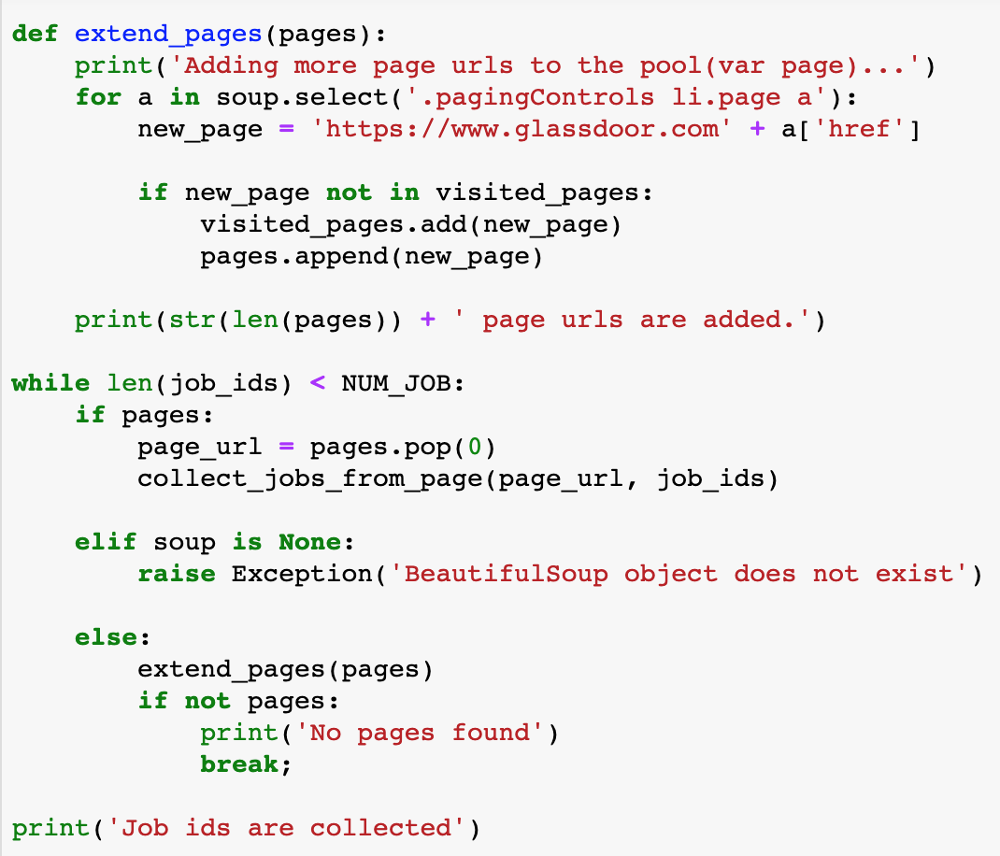 def extend_pages(pages):
    print('Adding more page urls to the pool(var page)...')
    for a in soup.select('.pagingControls li.page a'):
        new_page = 'https://www.glassdoor.com' + a['href']

        if new_page not in visited_pages:
            visited_pages.add(new_page)
            pages.append(new_page)

    print(str(len(pages)) + ' page urls are added.')

while len(job_ids) < NUM_JOB:
    if pages:
        page_url = pages.pop(0)
        collect_jobs_from_page(page_url, job_ids)

    elif soup is None:
        raise Exception('BeautifulSoup object does not exist')

    else:
        extend_pages(pages)
        if not pages:
            print('No pages found')
            break;

print('Job ids are collected')